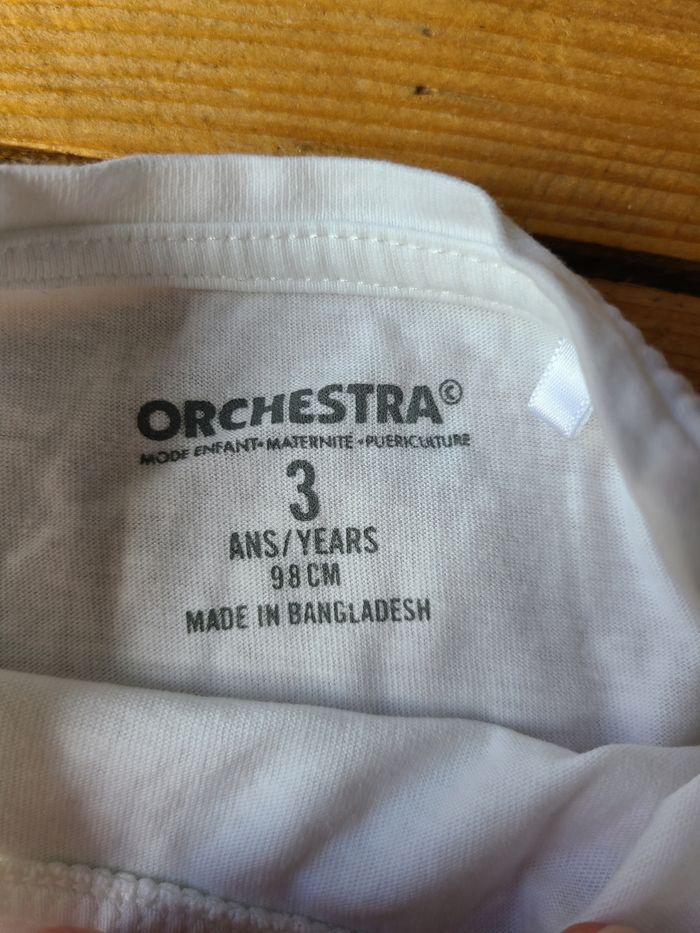 ORCHESTRA©
MODE ENFANT•MATERNITE•PUERICULTURE
3
ANS/YEARS
98CM
MADE IN BANGLADESH